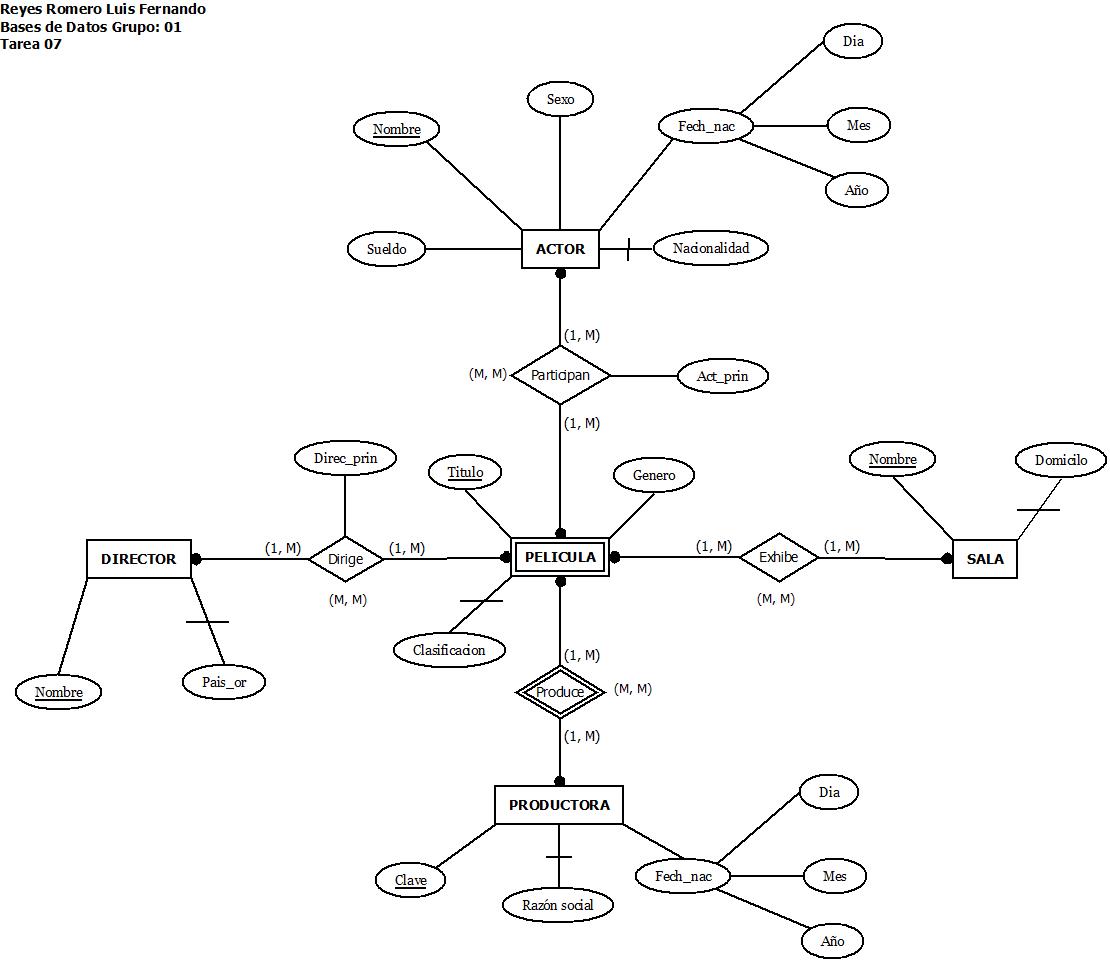 Reyes Romero Luis Fernando
Bases de Datos Grupo: 01
Tarea 07
Dia
Sexo
Nombre
Fech_nac
Mes
Año
Sueldo
ACTOR
Nacionalidad
(1, M)
(M, M)
Participan
Act_prin
(1, M)
Direc_prin
Titulo
Genero
Nombre
Domicilo
(1, M)
(1, M)
(1, M)
(1, M)
DIRECTOR
Dirige
PELICULA
Exhibe
SALA
(M, M)
(M, M)
Clasificacion
(1, M)
Nombre
Pais_or
Produce
(M, M)
(1, M)
PRODUCTORA
Dia
Clave
Fech_nac
Mes
Razón social
Año